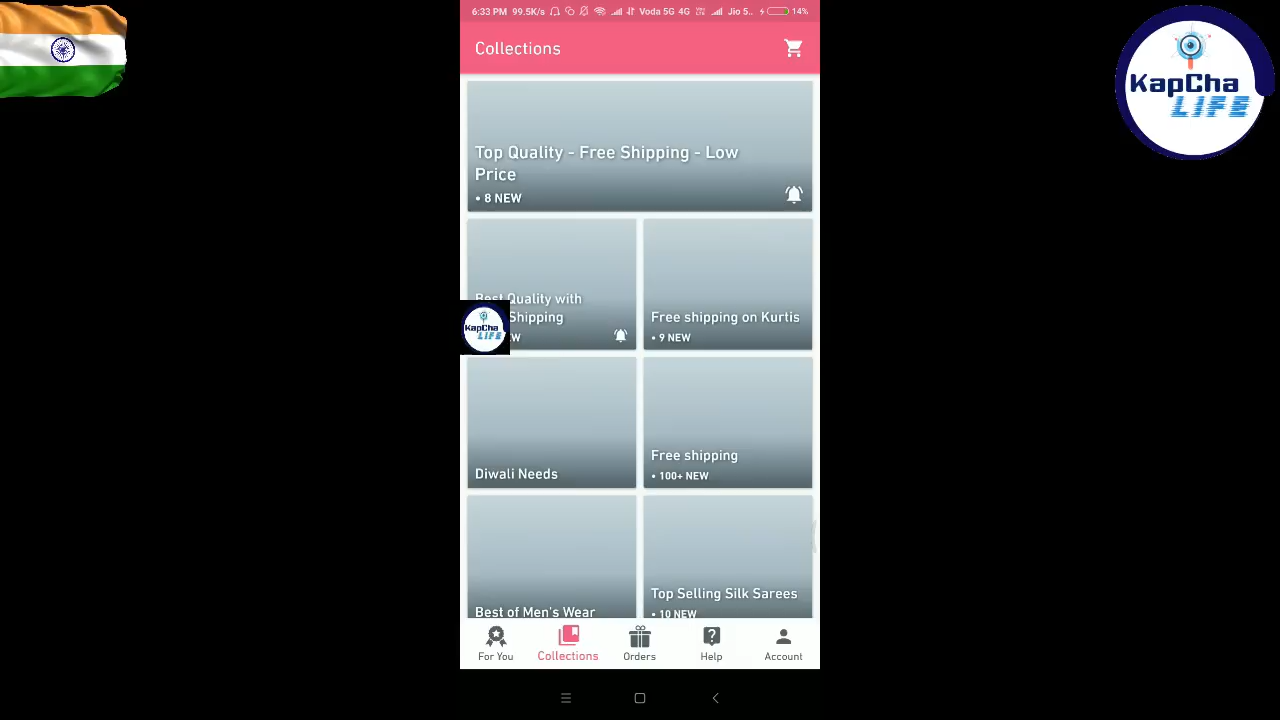 6:33 PM 99.5K/s Voda 5G 4G Jio 5.. 14%
KapCha
LIFE
Collections
Top Quality - Free Shipping - Low
Price
• 8 NEW
Best Quality with
Shipping
Free shipping on Kurtis
• 9 NEW
KapCha
LIFE
Diwali Needs
Free shipping
• 100+ NEW
Best of Men's Wear
Top Selling Silk Sarees
• 10 NEW
For You
Collections
Orders
Help
Account